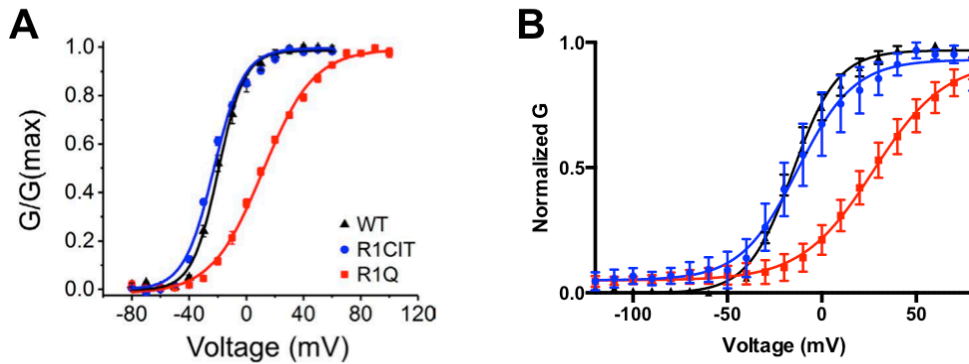 A
G/G(max)
1.0
0.8
0.6
0.4
0.2
0.0
WT
R1CIT
R1Q
-80 -40 0 40 80 120
Voltage (mV)
B
Normalized G
1.0
0.5
0.0
-100 -50 0 50
Voltage (mV)